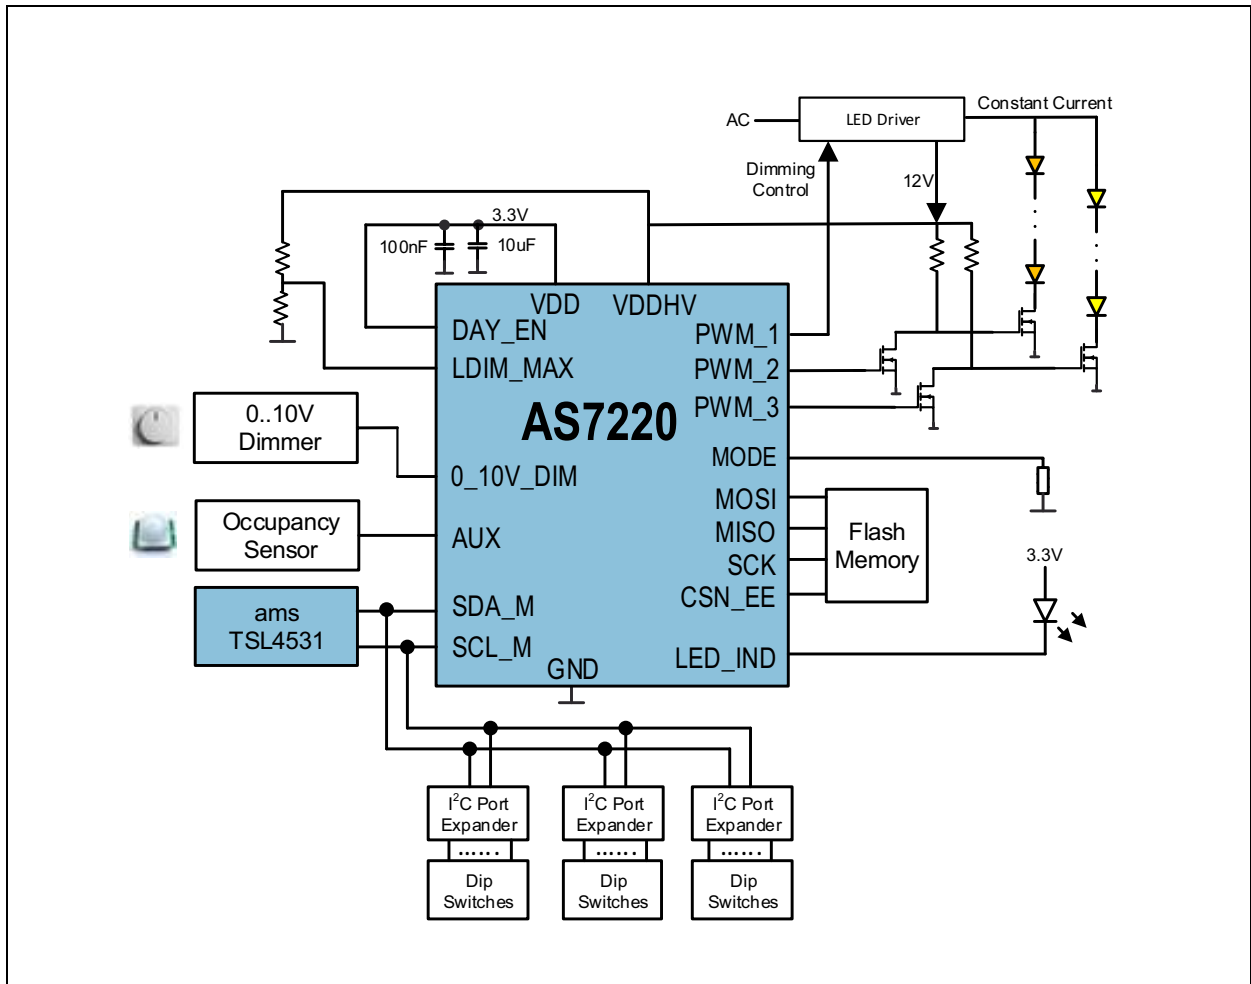 Constant Current
AC
LED Driver
Dimming
Control
12V
3.3V
100nF
10uF
VDD
VDDHV
DAY_EN
PWM_1
LDIM_MAX
PWM_2
AS7220
PWM_3
0..10V
Dimmer
MODE
0_10V_DIM
MOSI
Occupancy
Sensor
AUX
MISO
Flash
Memory
SCK
3.3V
CSN_EE
ams
TSL4531
SDA_M
SCL_M
LED_IND
GND
I²C Port
Expander
I²C Port
Expander
I²C Port
Expander
......
......
......
Dip
Switches
Dip
Switches
Dip
Switches